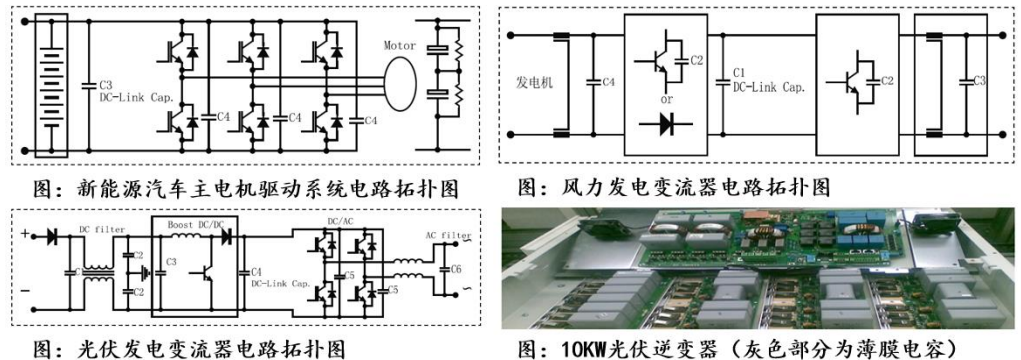 C3
DC-Link Cap.
C4
C4
C4
Motor
图: 新能源汽车主电机驱动系统电路拓扑图
发电机
C4
C2
or
C1
DC-Link Cap.
C2
C3
图: 风力发电变流器电路拓扑图
+
−
DC filter
C2
C2
Boost DC/DC
C3
C4
DC-Link Cap.
DC/AC
C5
C5
AC filter
C6
~
~
图: 光伏发电变流器电路拓扑图
图: 10KW光伏逆变器（灰色部分为薄膜电容）